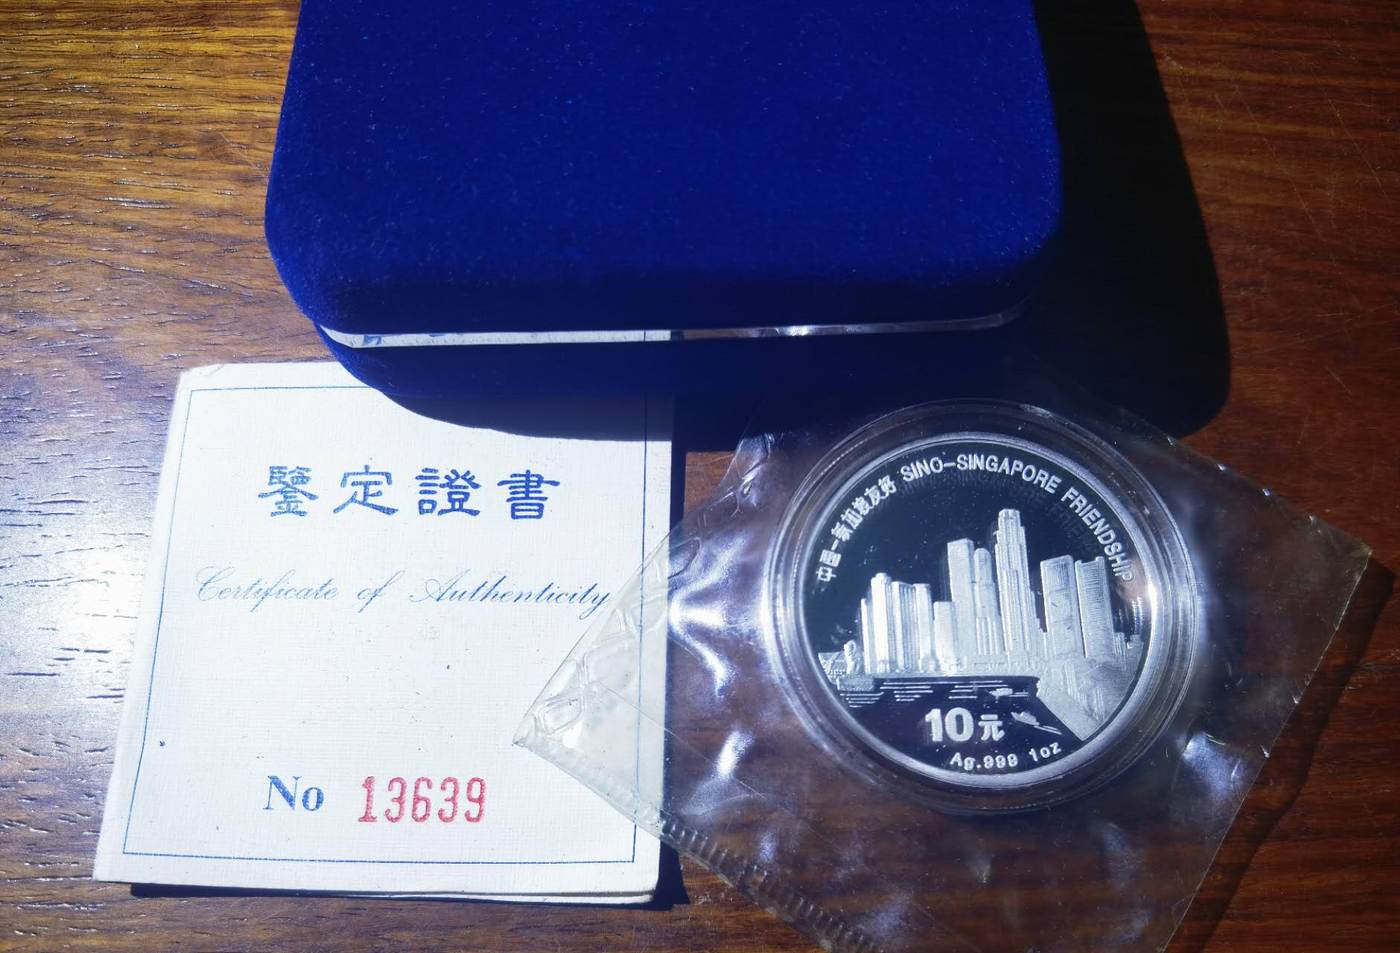 鑒定證書
Certificate of Authenticity
No 13639
中国-新加坡友好 SINO-SINGAPORE FRIENDSHIP
10元
Ag.999 1oz